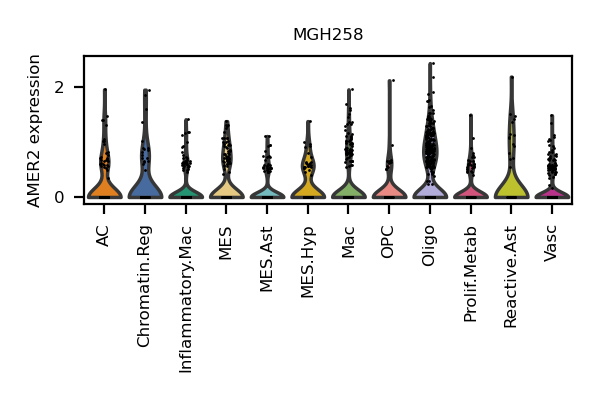 MGH258
AMER2 expression
2
0
AC
Chromatin.Reg
Inflammatory.Mac
MES
MES.Ast
MES.Hyp
Mac
OPC
Oligo
Prolif.Metab
Reactive.Ast
Vasc